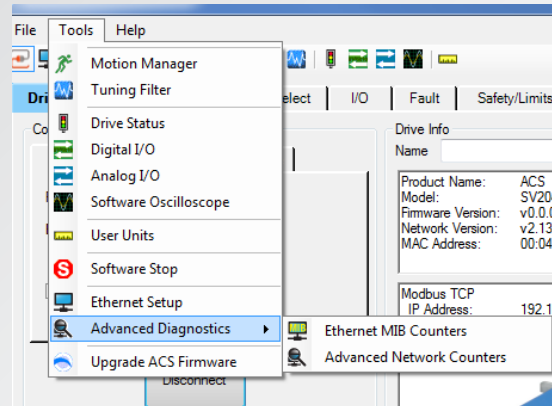 File Tools Help
Motion Manager
Tuning Filter
Drive Status
Digital I/O
Analog I/O
Software Oscilloscope
User Units
Software Stop
Ethernet Setup
Advanced Diagnostics
Upgrade ACS Firmware
Ethernet MIB Counters
Advanced Network Counters
Dri
elect I/O Fault Safety/Limits
Co
Drive Info
Name
Product Name: ACS
Model: SV20
Firmware Version: v0.0.
Network Version: v2.13
MAC Address: 00:04
Modbus TCP
IP Address: 192.1
Disconnect